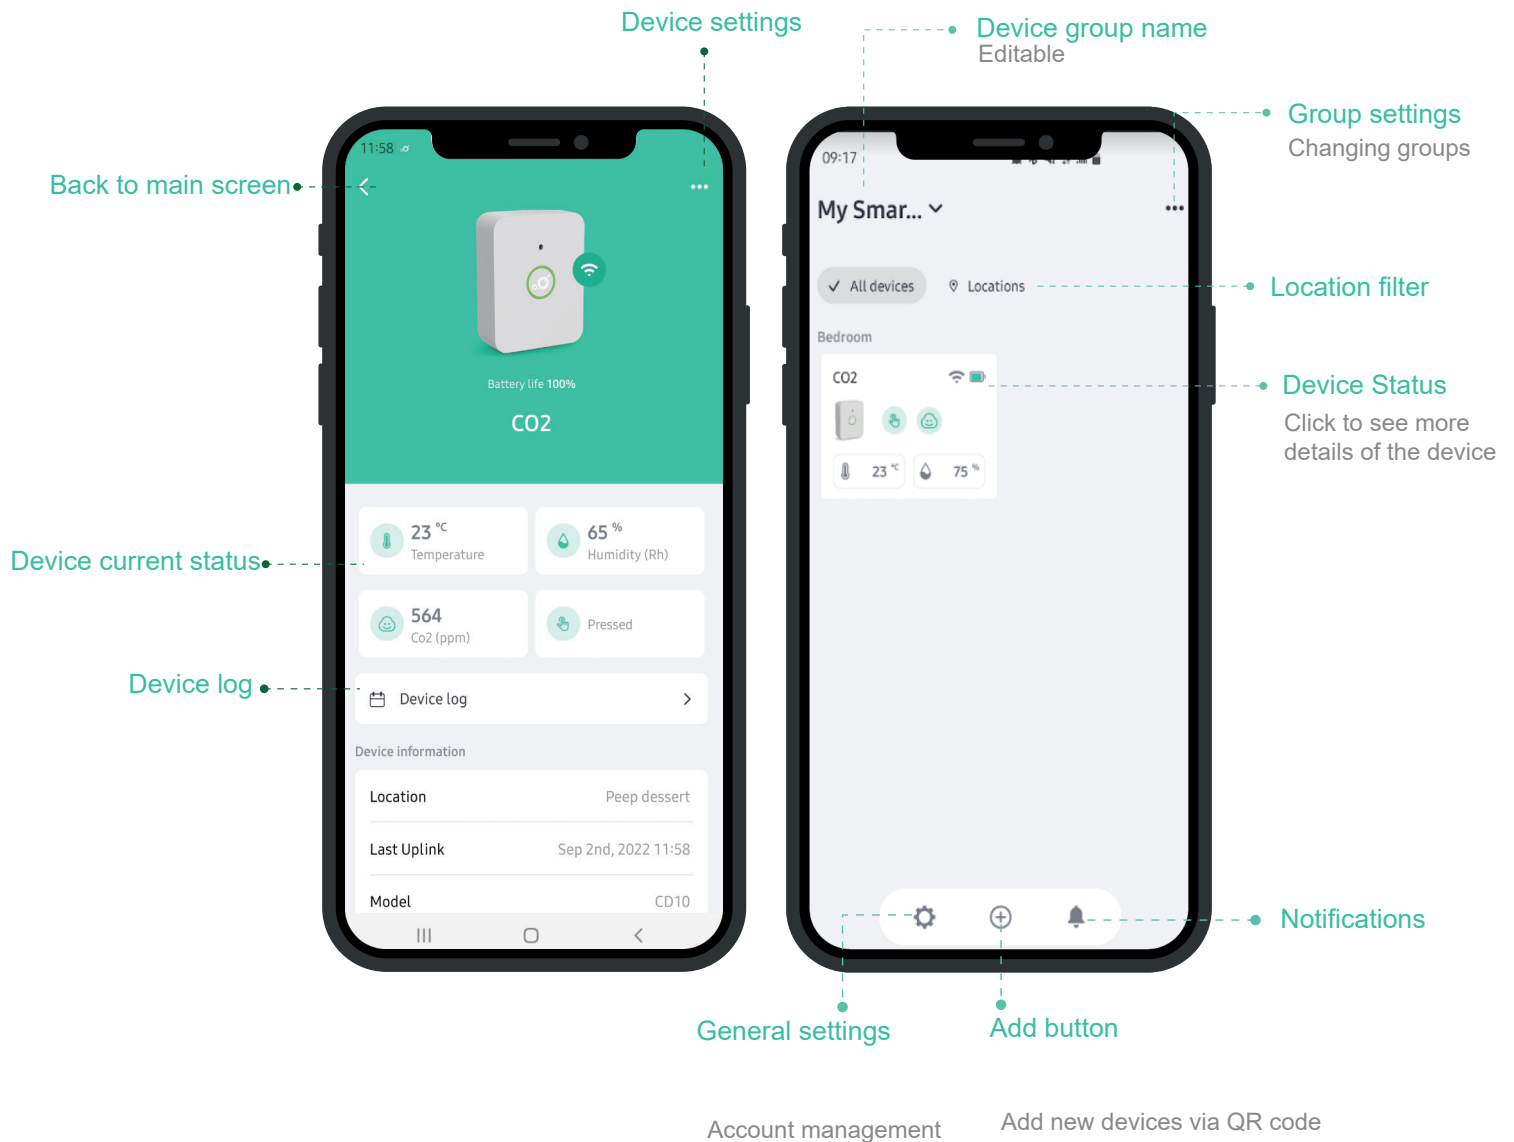 Device settings
Device group name
Editable
Group settings
Changing groups
11:58
09:17
Back to main screen
My Smar...
All devices
Locations
Location filter
Bedroom
CO2
Device Status
Click to see more
details of the device
23 °C
75 %
Battery life 100%
CO2
23 °C
Temperature
65 %
Humidity (Rh)
Device current status
564
Co2 (ppm)
Pressed
Device log
Device log
Device information
Location
Peep dessert
Last Uplink
Sep 2nd, 2022 11:58
Model
CD10
Notifications
General settings
Add button
Account management
Add new devices via QR code